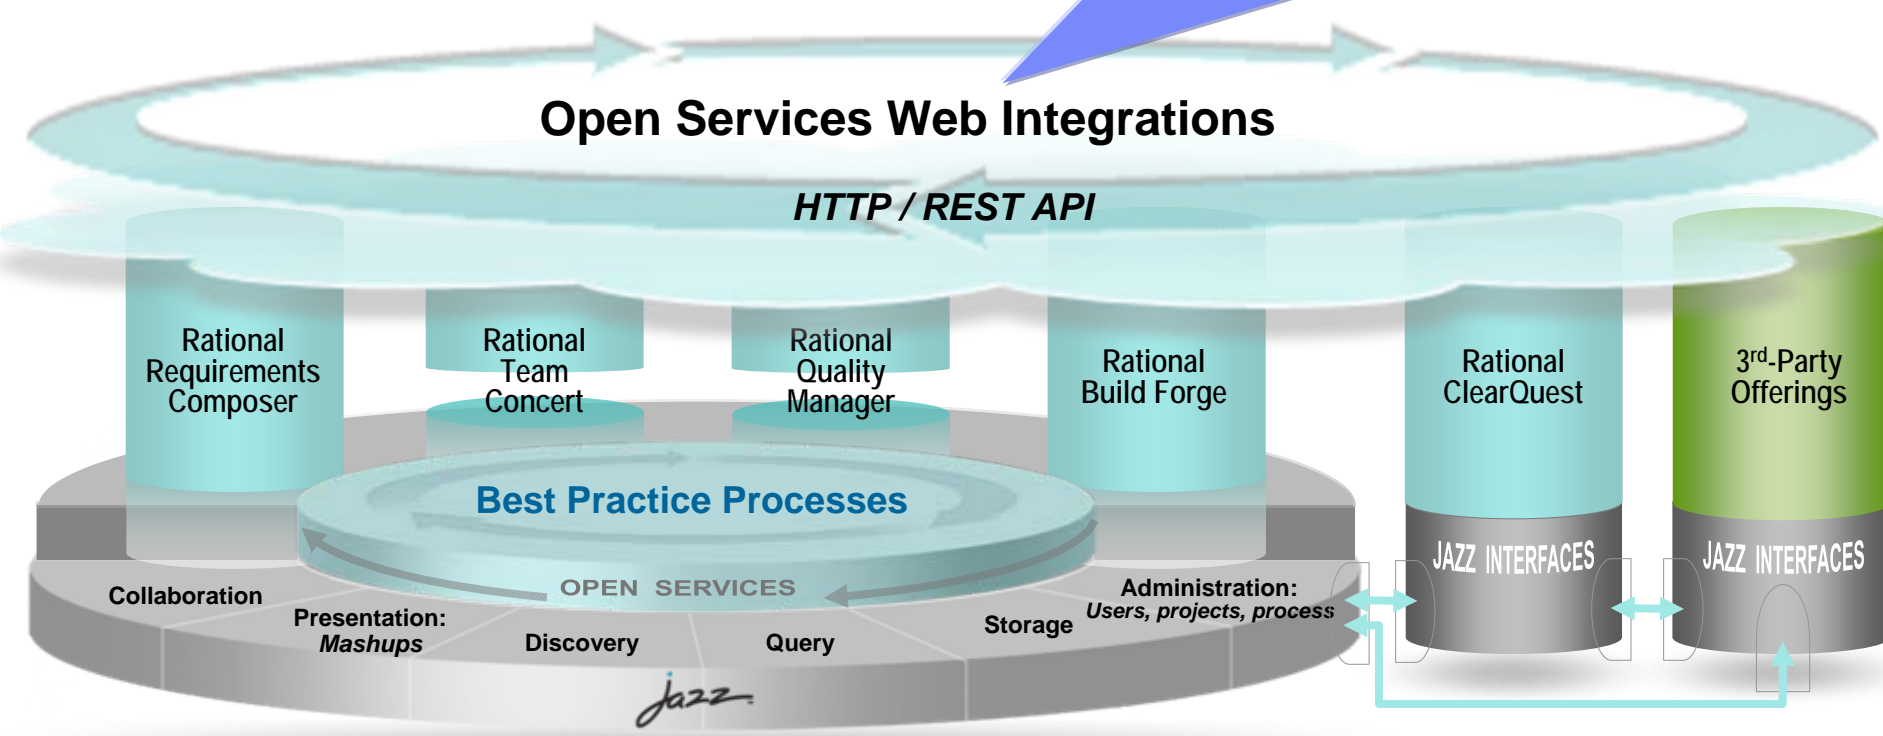 Open Services Web Integrations
HTTP / REST API
Rational
Requirements
Composer
Rational
Team
Concert
Rational
Quality
Manager
Rational
Build Forge
Rational
ClearQuest
3rd-Party
Offerings
Best Practice Processes
OPEN SERVICES
JAZZ INTERFACES
JAZZ INTERFACES
Collaboration
Presentation:
Mashups
Discovery
Query
Storage
Administration:
Users, projects, process
jazz